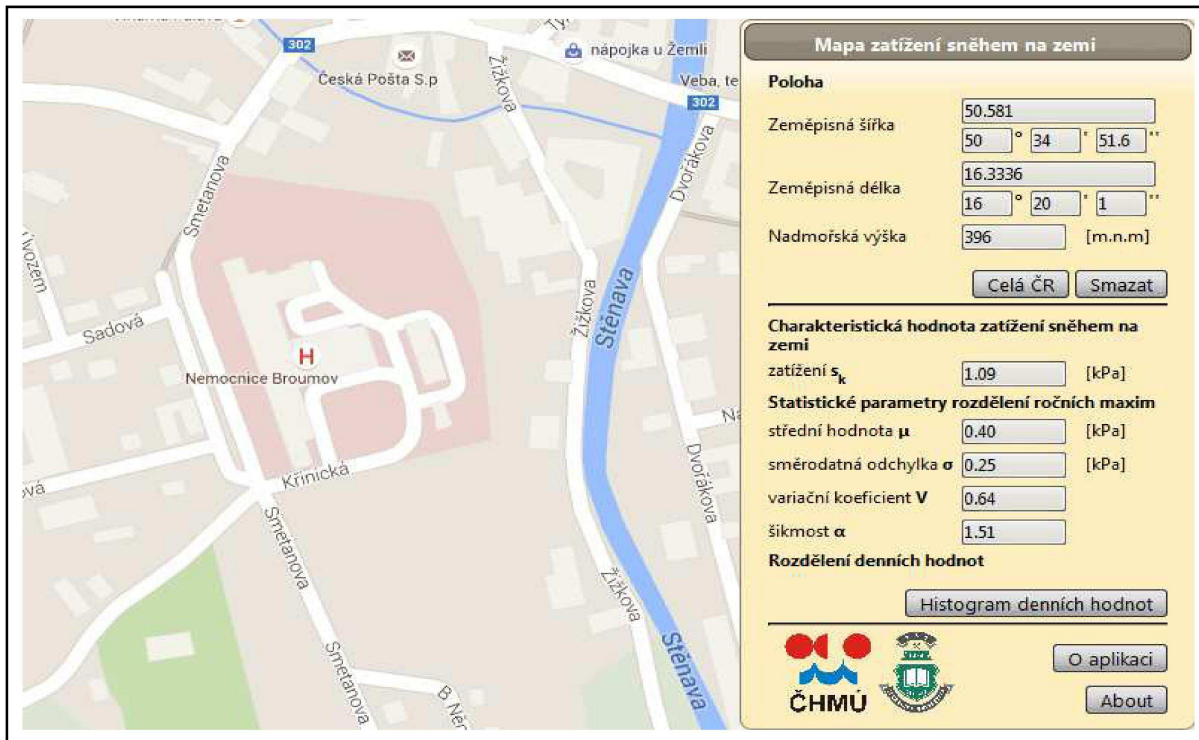 302
Česká Pošta S.p
nápojka u Žemli
Veba, te
302
Žižkova
Dvořákova
Smetanova
Stěnava
Žižkova
Sadová
Nemocnice Broumov
Křinická
Dvořákova
Smetanova
Žižkova
Smetanova
Stěnava
Mapa zatížení sněhem na zemi
Poloha
Zeměpisná šířka
50.581
50 ° 34 ' 51.6 ''
Zeměpisná délka
16.3336
16 ° 20 ' 1 ''
Nadmořská výška 396 [m.n.m]
Celá ČR Smazat
Charakteristická hodnota zatížení sněhem na
zemi
zatížení sk 1.09 [kPa]
Statistické parametry rozdělení ročních maxim
střední hodnota μ 0.40 [kPa]
směrodatná odchylka σ 0.25 [kPa]
variační koeficient V 0.64
šikmost α 1.51
Rozdělení denních hodnot
Histogram denních hodnot
ČHMÚ
O aplikaci
About